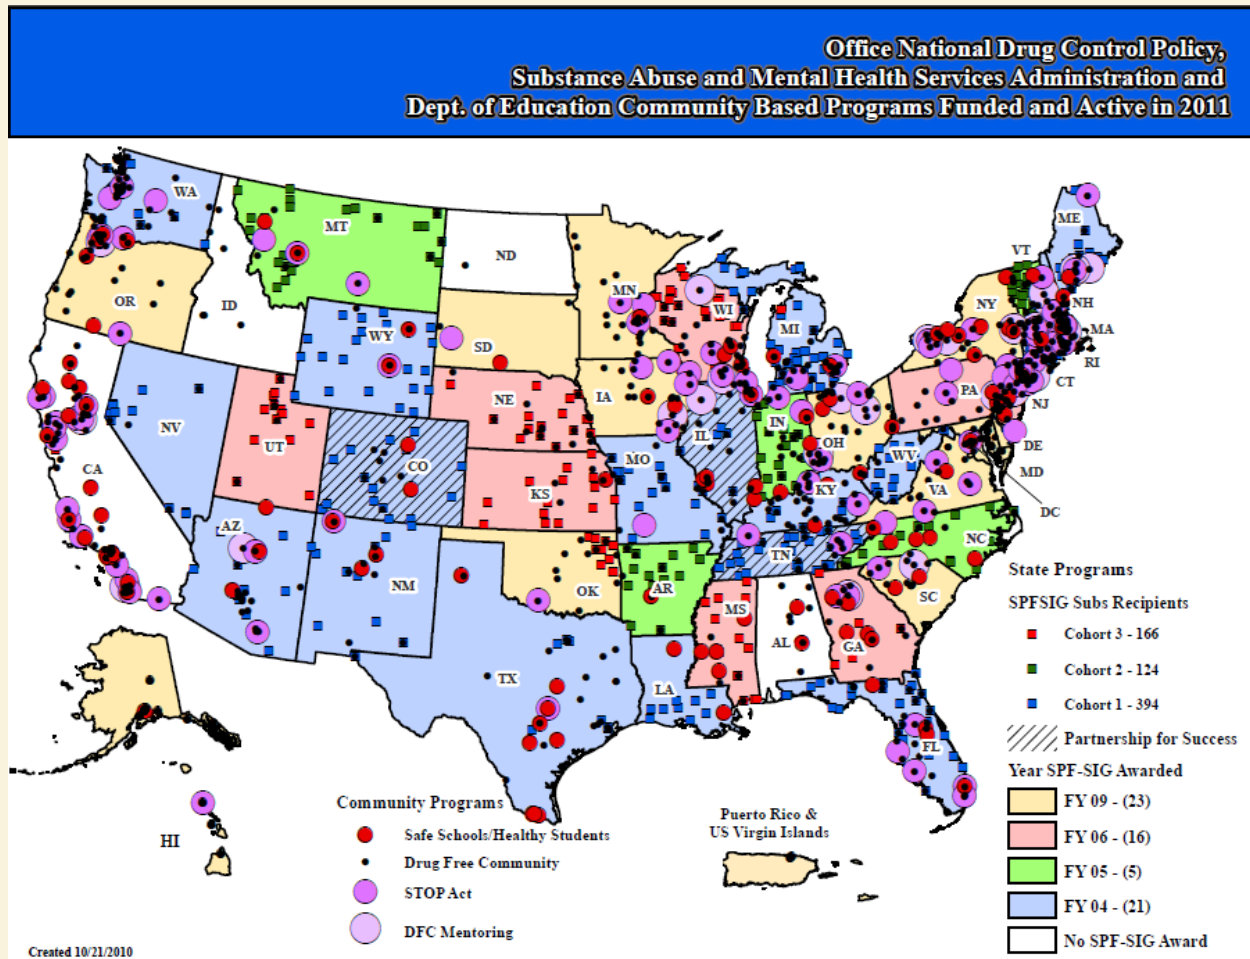 Office National Drug Control Policy,
Substance Abuse and Mental Health Services Administration and
Dept. of Education Community Based Programs Funded and Active in 2011
WA
MT
ND
ME
VT
OR
ID
MN
WI
NY
NH
MI
MA
WY
SD
RI
CT
IA
NE
PA
NJ
NV
UT
IN
OH
IL
DE
CO
MO
WV
MD
CA
KS
KY
VA
DC
AZ
TN
NC
NM
OK
AR
SC
MS
AL
GA
TX
LA
FL
HI
State Programs
SPFSIG Subs Recipients
Cohort 3 - 166
Cohort 2 - 124
Cohort 1 - 394
Partnership for Success
Year SPF-SIG Awarded
FY 09 - (23)
FY 06 - (16)
FY 05 - (5)
FY 04 - (21)
No SPF-SIG Award
Community Programs
Safe Schools/Healthy Students
Drug Free Community
STOP Act
DFC Mentoring
Puerto Rico &
US Virgin Islands
Created 10/21/2010